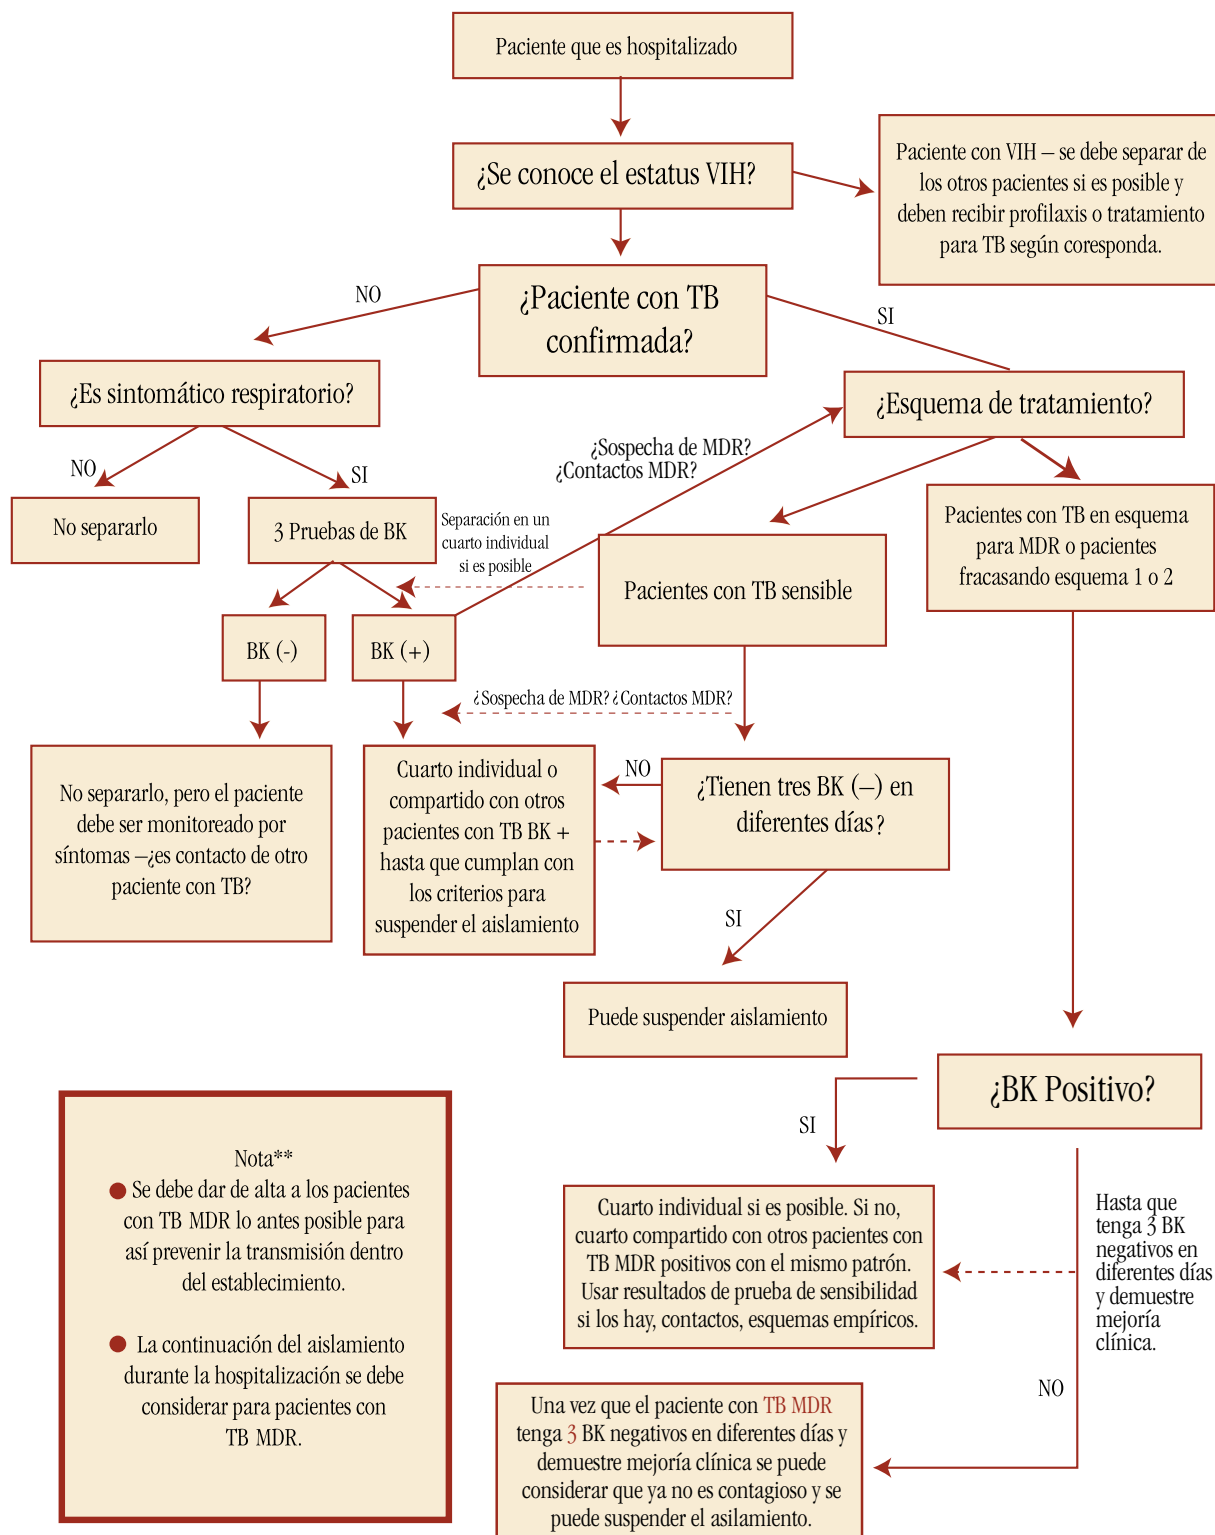 Paciente que es hospitalizado
¿Se conoce el estatus VIH?
Paciente con VIH – se debe separar de
los otros pacientes si es posible y
deben recibir profilaxis o tratamiento
para TB según coresponda.
¿Paciente con TB
confirmada?
NO
SI
¿Es sintomático respiratorio?
¿Esquema de tratamiento?
NO
SI
¿Sospecha de MDR?
¿Contactos MDR?
No separarlo
3 Pruebas de BK
Separación en un
cuarto individual
si es posible
Pacientes con TB sensible
Pacientes con TB en esquema
para MDR o pacientes
fracasando esquema 1 o 2
BK (-)
BK (+)
¿Sospecha de MDR? ¿Contactos MDR?
No separarlo, pero el paciente
debe ser monitoreado por
síntomas –¿es contacto de otro
paciente con TB?
Cuarto individual o
compartido con otros
pacientes con TB BK +
hasta que cumplan con
los criterios para
suspender el aislamiento
NO
¿Tienen tres BK (–) en
diferentes días?
SI
Puede suspender aislamiento
¿BK Positivo?
SI
Cuarto individual si es posible. Si no,
cuarto compartido con otros pacientes con
TB MDR positivos con el mismo patrón.
Usar resultados de prueba de sensibilidad
si los hay, contactos, esquemas empíricos.
Hasta que
tenga 3 BK
negativos en
diferentes días
y demuestre
mejoría
clínica.
NO
Una vez que el paciente con TB MDR
tenga 3 BK negativos en diferentes días y
demuestre mejoría clínica se puede
considerar que ya no es contagioso y se
puede suspender el asilamiento.
Nota**
● Se debe dar de alta a los pacientes
con TB MDR lo antes posible para
así prevenir la transmisión dentro
del establecimiento.
● La continuación del aislamiento
durante la hospitalización se debe
considerar para pacientes con
TB MDR.